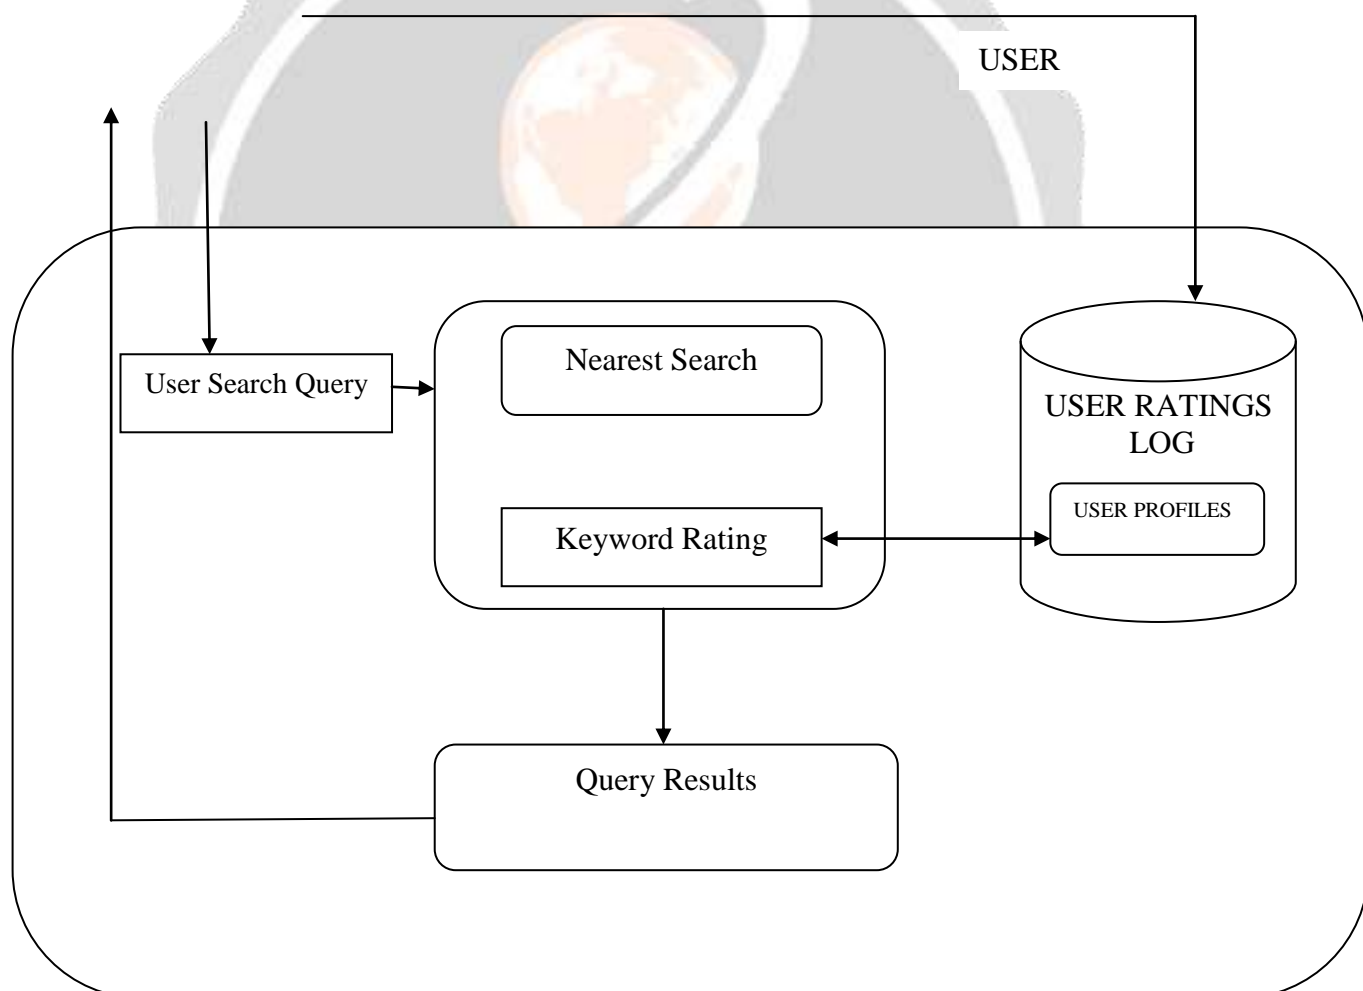 USER
Nearest Search
User Search Query
USER RATINGS
LOG
USER PROFILES
Keyword Rating
Query Results